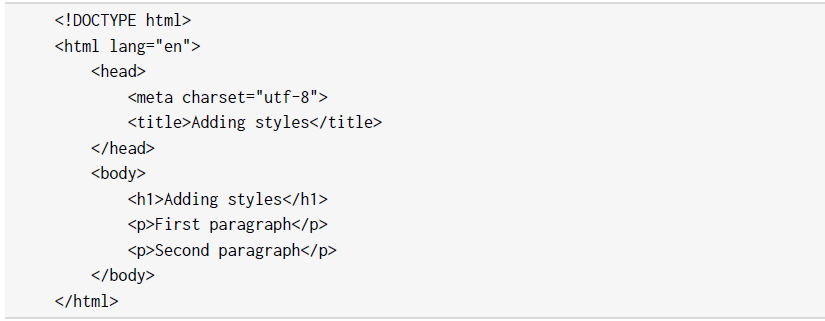 <!DOCTYPE html>
<html lang="en">
    <head>
        <meta charset="utf-8">
        <title>Adding styles</title>
    </head>
    <body>
        <h1>Adding styles</h1>
        <p>First paragraph</p>
        <p>Second paragraph</p>
    </body>
</html>